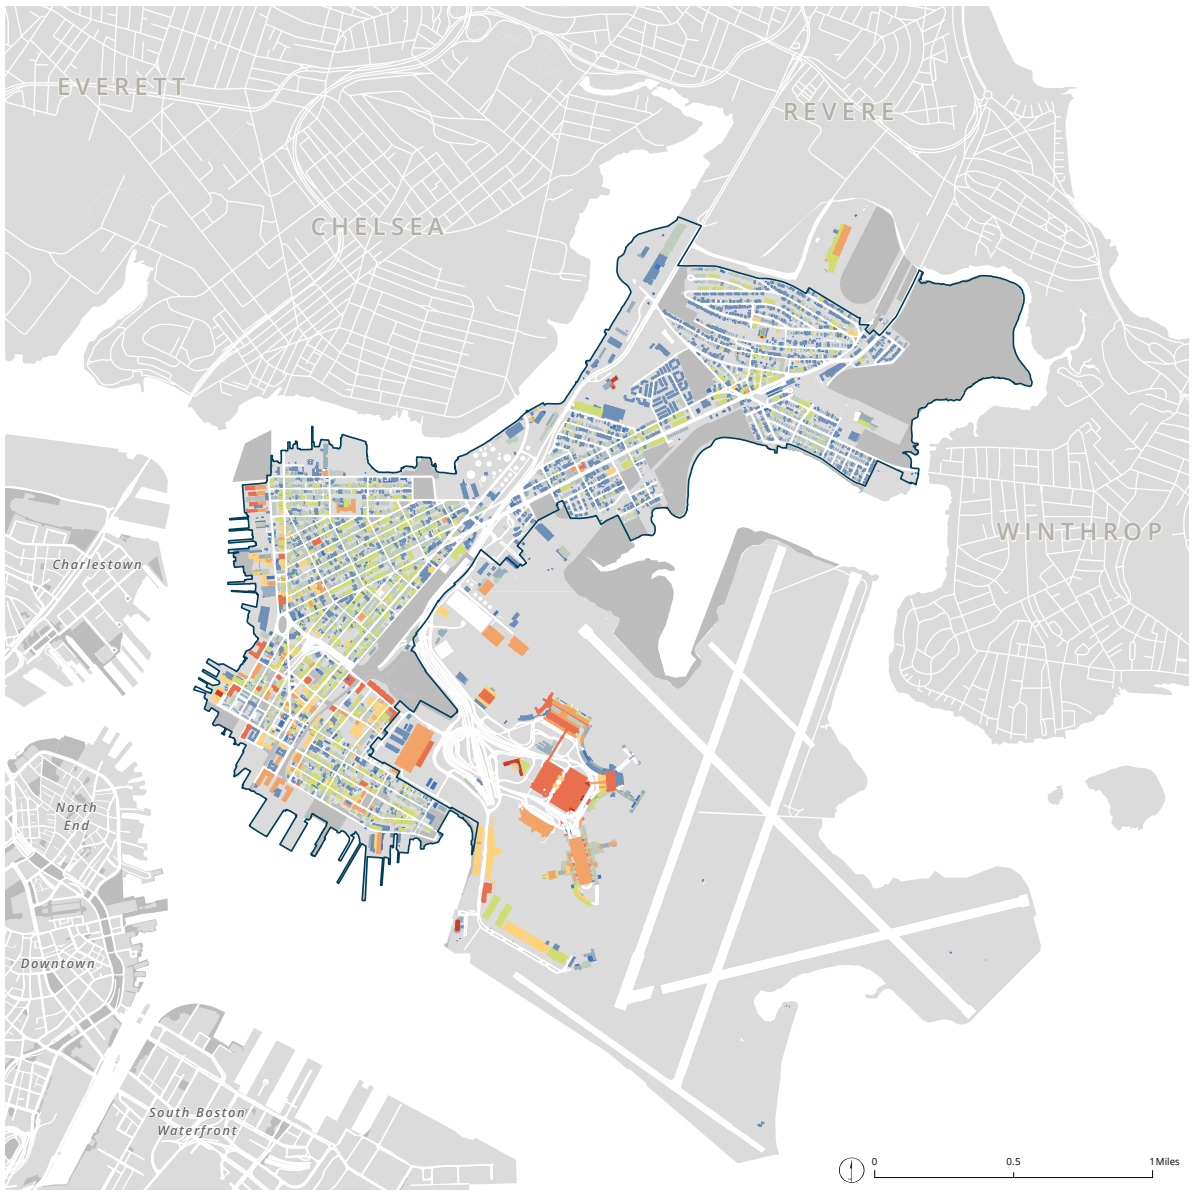 EVERETT
REVERE
CHELSEA
WINTHROP
Charlestown
North
End
Downtown
South Boston
Waterfront
0
0.5
1 Miles